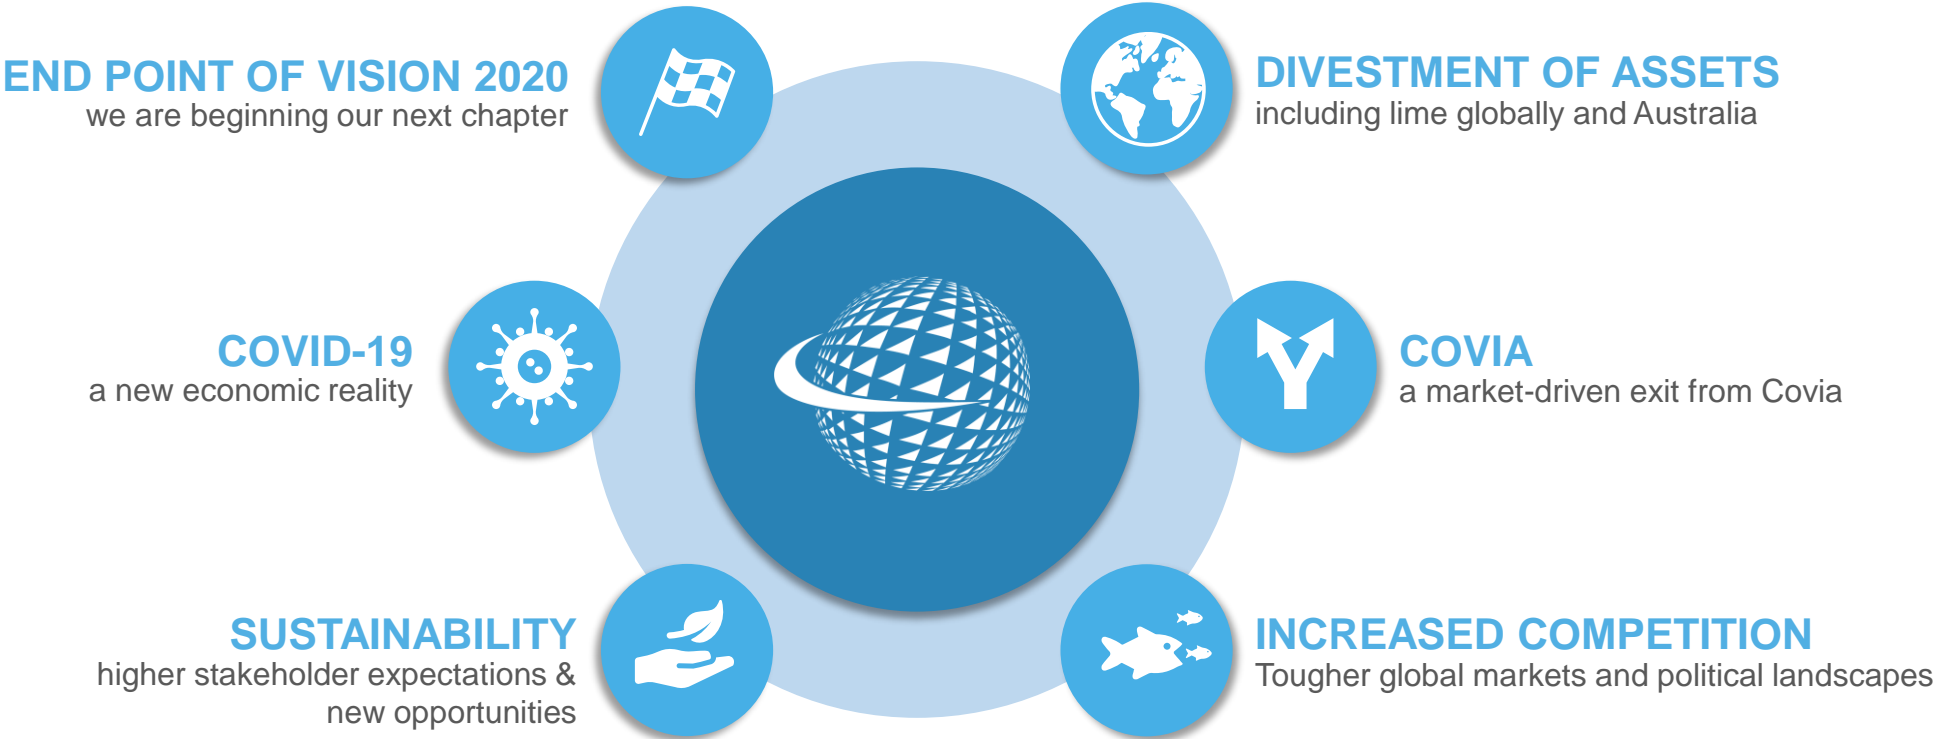 END POINT OF VISION 2020
we are beginning our next chapter
DIVESTMENT OF ASSETS
including lime globally and Australia
COVID-19
a new economic reality
COVIA
a market-driven exit from Covia
SUSTAINABILITY
higher stakeholder expectations &
new opportunities
INCREASED COMPETITION
Tougher global markets and political landscapes